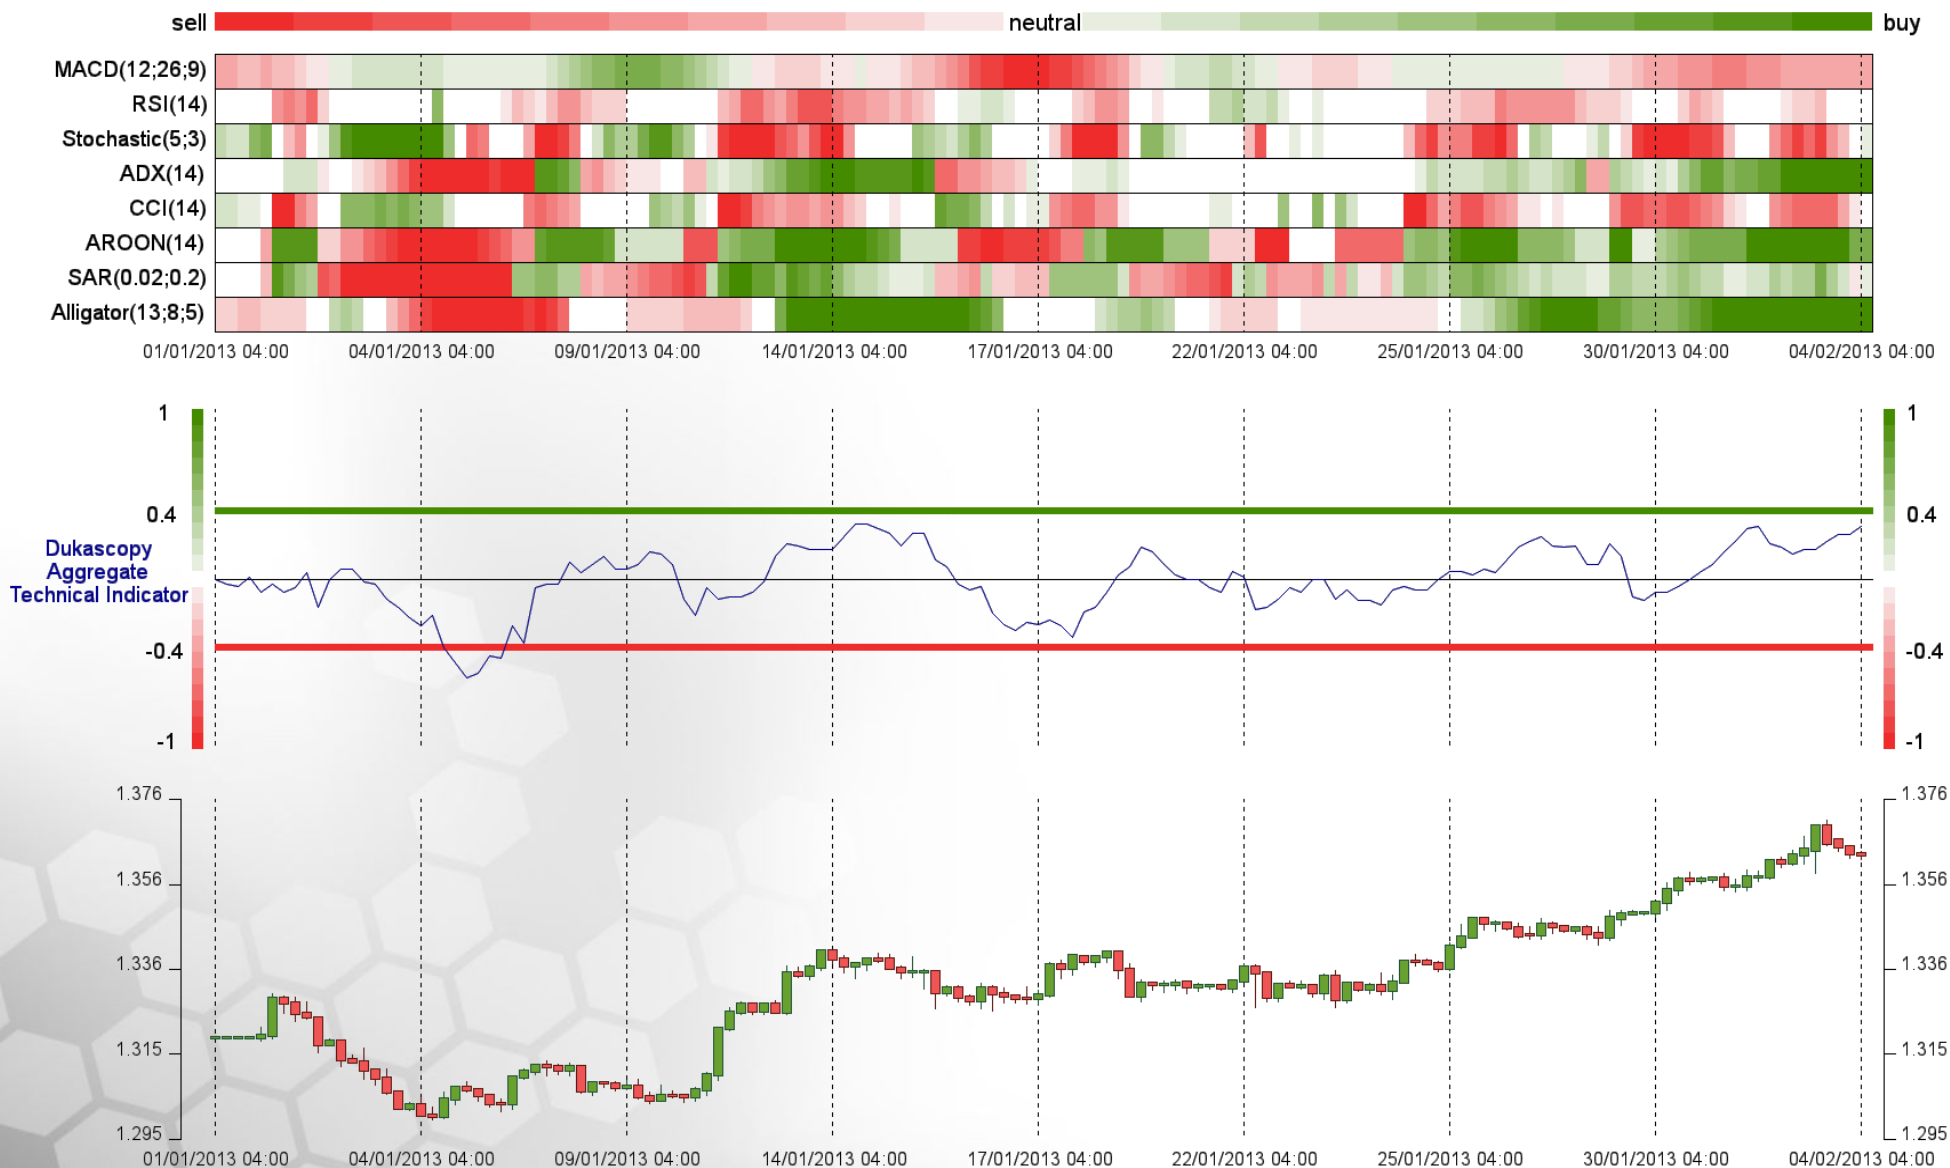 sell neutral buy
MACD(12;26;9)
RSI(14)
Stochastic(5;3)
ADX(14)
CCI(14)
AROON(14)
SAR(0.02;0.2)
Alligator(13;8;5)
01/01/2013 04:00 04/01/2013 04:00 09/01/2013 04:00 14/01/2013 04:00 17/01/2013 04:00 22/01/2013 04:00 25/01/2013 04:00 30/01/2013 04:00 04/02/2013 04:00
1 1
0.4 0.4
Dukascopy
Aggregate
Technical Indicator
-0.4 -0.4
-1 -1
1.376 1.376
1.356 1.356
1.336 1.336
1.315 1.315
1.295 1.295
01/01/2013 04:00 04/01/2013 04:00 09/01/2013 04:00 14/01/2013 04:00 17/01/2013 04:00 22/01/2013 04:00 25/01/2013 04:00 30/01/2013 04:00 04/02/2013 04:00